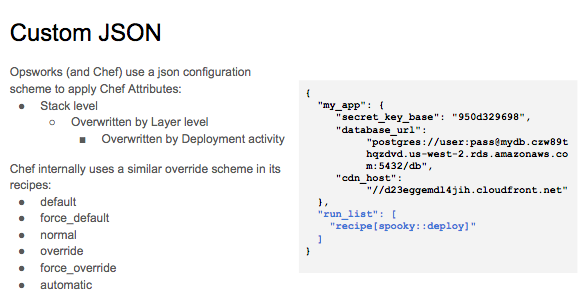 Custom JSON
Opsworks (and Chef) use a json configuration
scheme to apply Chef Attributes:
● Stack level
○ Overwritten by Layer level
■ Overwritten by Deployment activity
Chef internally uses a similar override scheme in its
recipes:
● default
● force_default
● normal
● override
● force_override
● automatic
{
"my_app": {
"secret_key_base": "950d329698",
"database_url":
"postgres://user:pass@mydb.czw89t
hqzdvd.us-west-2.rds.amazonaws.co
m:5432/db",
"cdn_host":
"//d23eggemdl4jih.cloudfront.net"
},
"run_list": [
"recipe[spooky::deploy]"
]
}